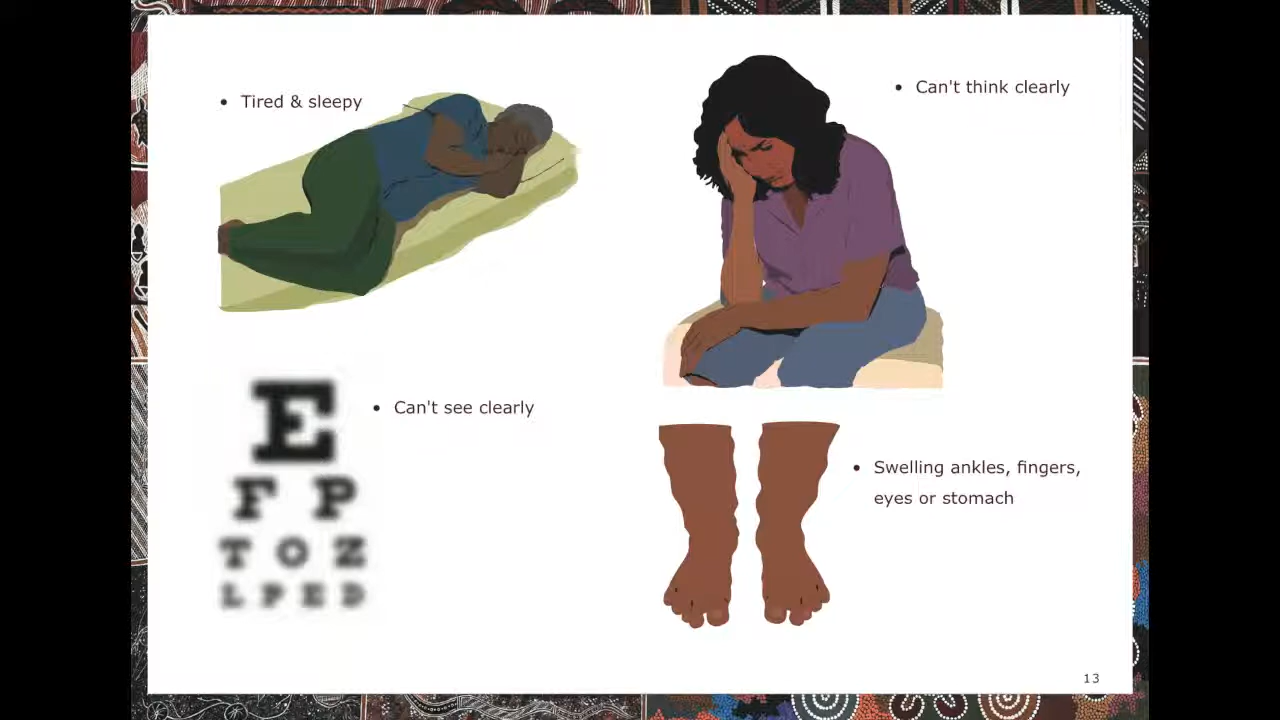 • Tired & sleepy
• Can't think clearly
E
F P
T O Z
L P E D
• Can't see clearly
• Swelling ankles, fingers,
eyes or stomach
13